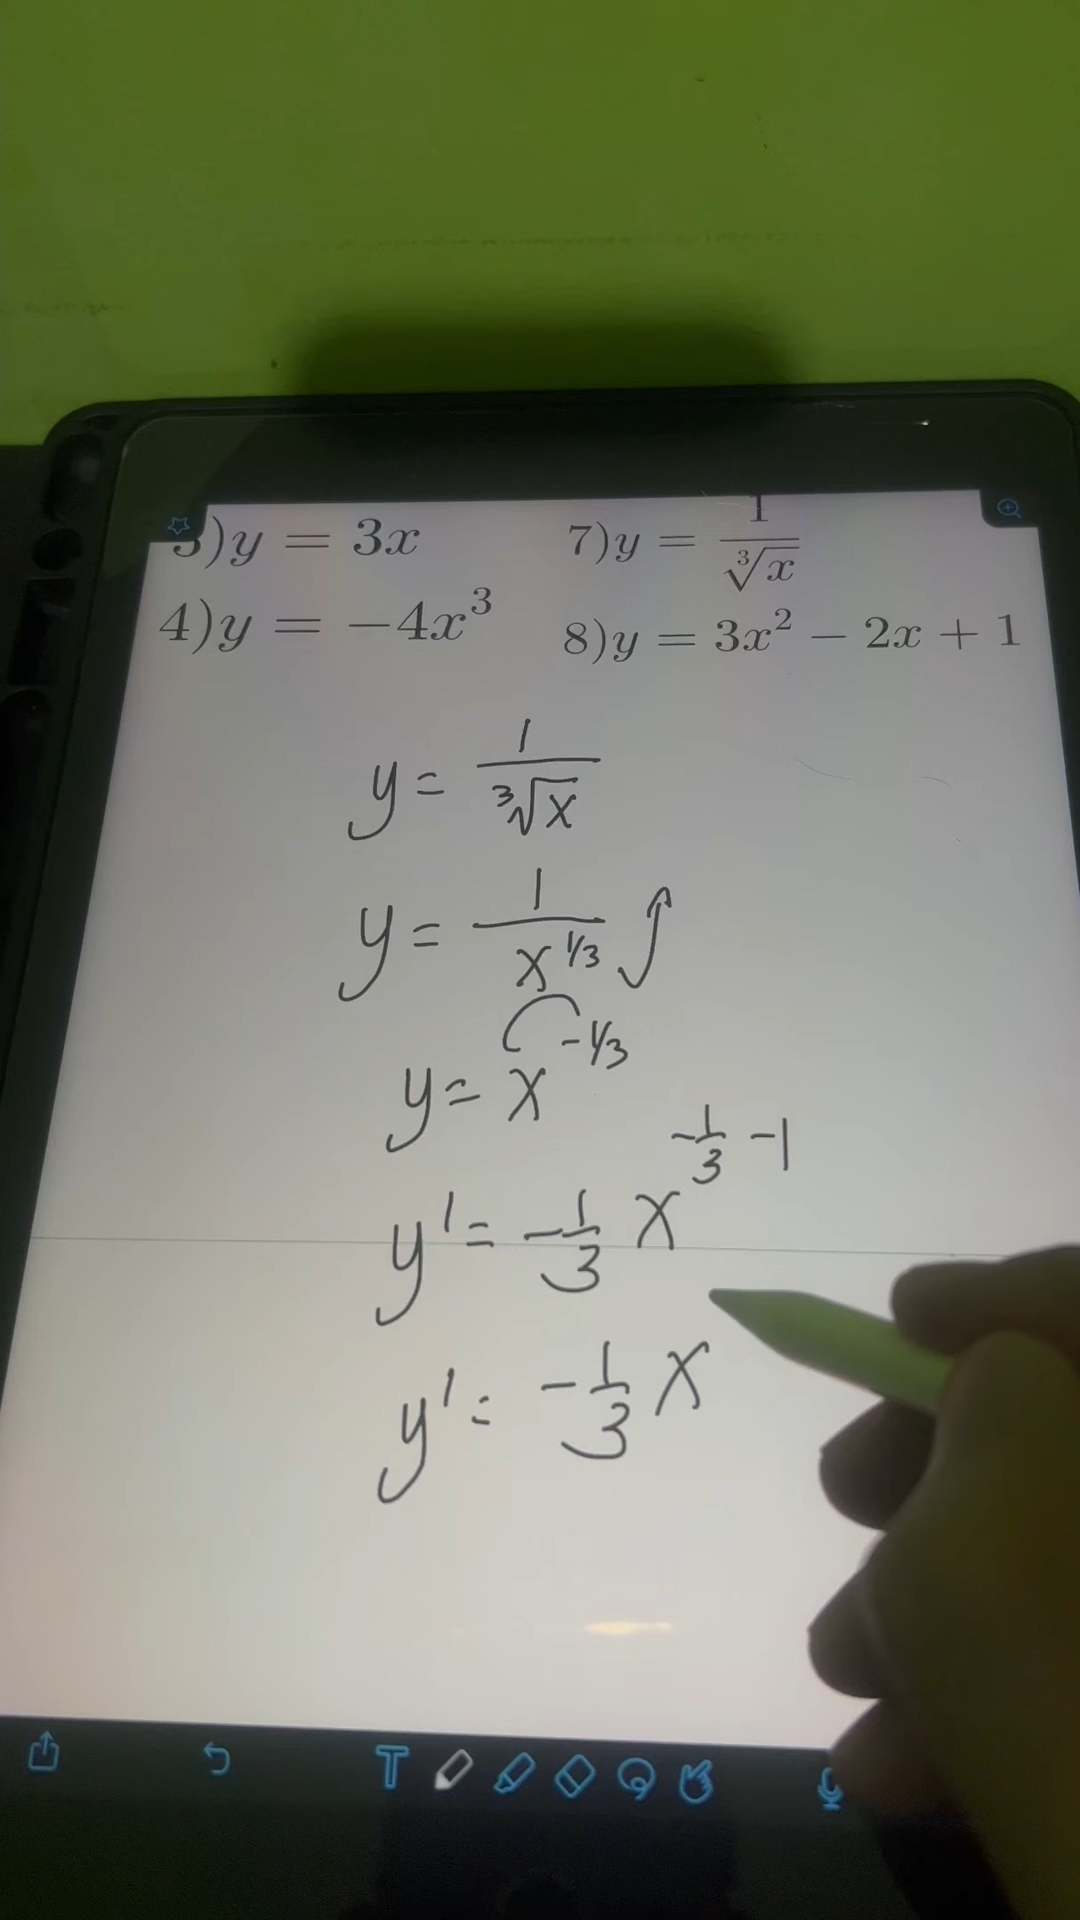 3)y = 3x
7)y = 1/∛x
4)y = −4x³
8)y = 3x² − 2x + 1
y = 1/∛x
y = 1/x^(1/3)
y = x^(-1/3)
y' = -1/3 x^(-1/3 - 1)
y' = -1/3 x
T